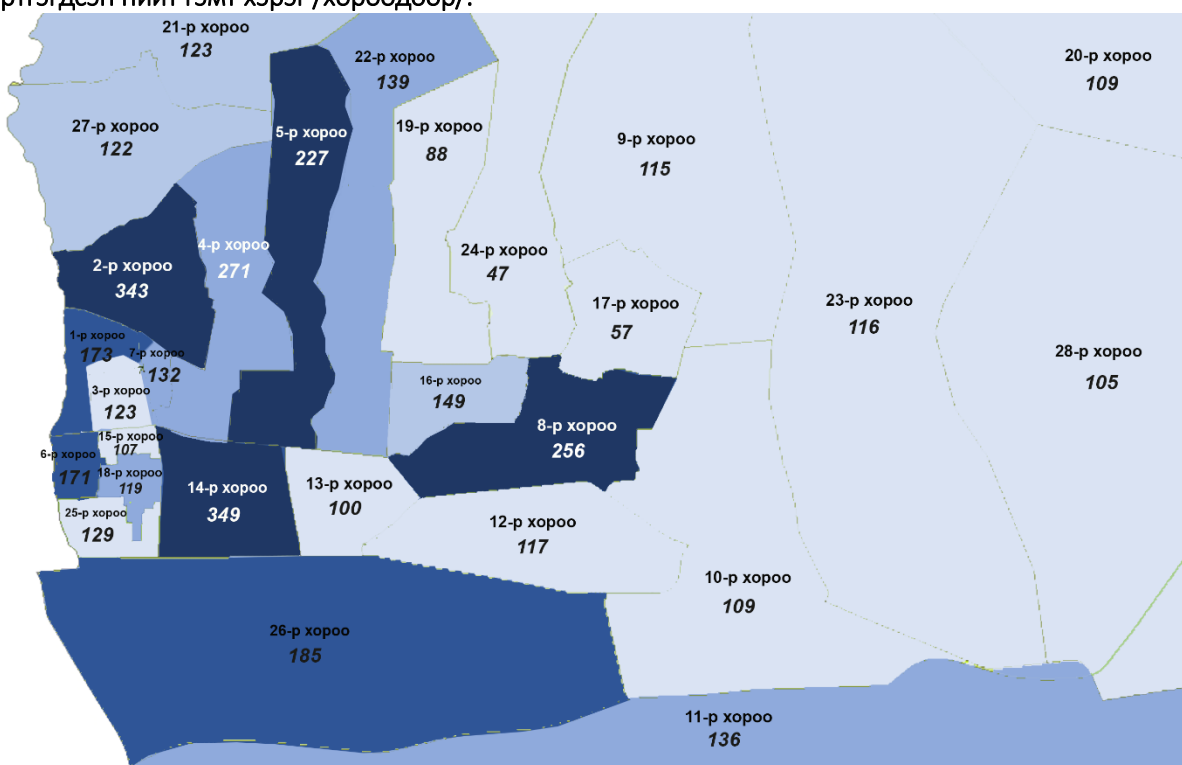 гэмт хэрэг /хороодоор/:
21-р хороо
123
22-р хороо
139
20-р хороо
109
27-р хороо
122
5-р хороо
227
19-р хороо
88
9-р хороо
115
4-р хороо
271
2-р хороо
343
24-р хороо
47
17-р хороо
57
23-р хороо
116
28-р хороо
105
1-р хороо
173
7-р хороо
132
3-р хороо
123
16-р хороо
149
8-р хороо
256
15-р хороо
107
6-р хороо
171
18-р хороо
119
14-р хороо
349
13-р хороо
100
25-р хороо
129
12-р хороо
117
10-р хороо
109
26-р хороо
185
11-р хороо
136